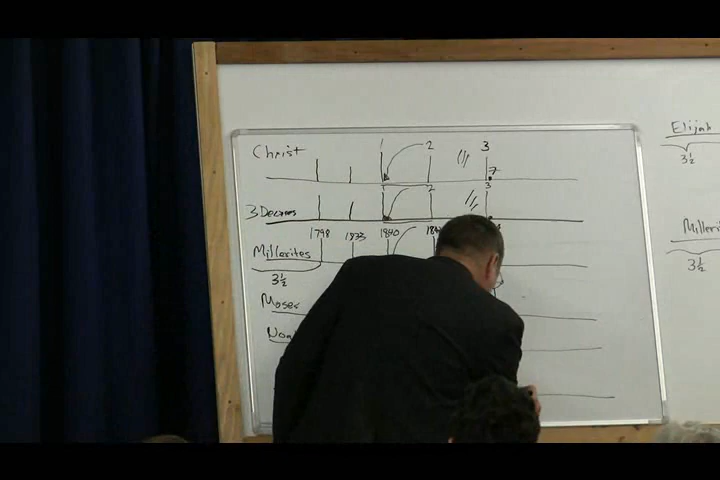 Christ 1 2 3
7
3 Decrees 1 2 3
1798 1833 1840
Millerites
3½
Moses
Elijah
3½
3½